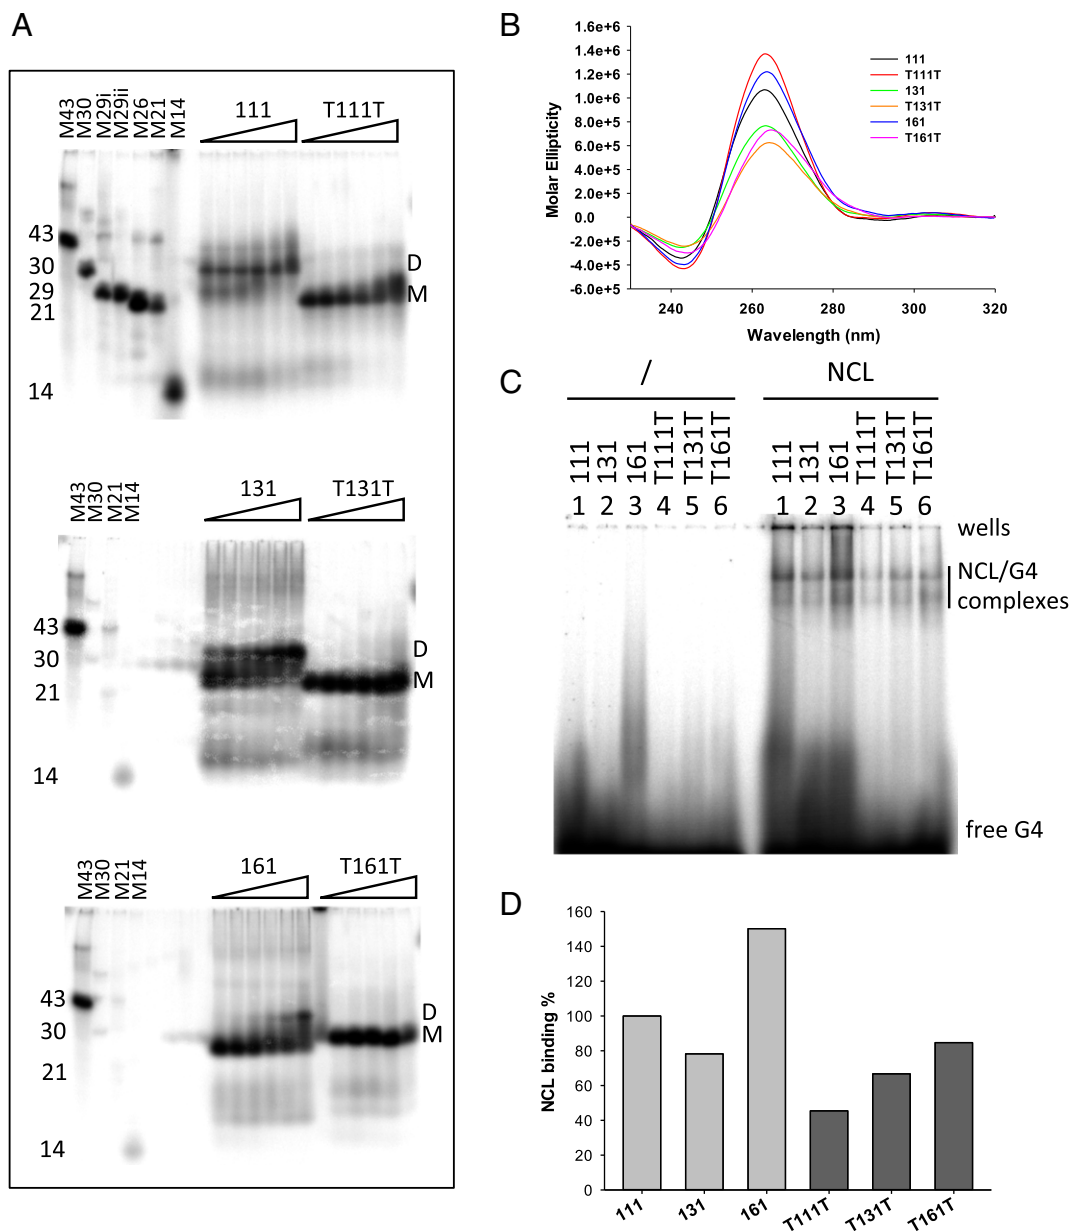 A
M43 M30 M29i M29ii M26 M21 M14
111 T111T
43
30
29
21
14
D
M
M43 M30 M21 M14
131 T131T
43
30
21
14
D
M
M43 M30 M21 M14
161 T161T
43
30
21
14
D
M
B
1.6e+6
1.4e+6
1.2e+6
1.0e+6
8.0e+5
6.0e+5
4.0e+5
2.0e+5
0.0
-2.0e+5
-4.0e+5
-6.0e+5
Molar Ellipticity
111
T111T
131
T131T
161
T161T
240 260 280 300 320
Wavelength (nm)
C
/ NCL
111 131 161 T111T T131T T161T 111 131 161 T111T T131T T161T
1 2 3 4 5 6 1 2 3 4 5 6
wells
NCL/G4
complexes
free G4
D
160
140
120
100
80
60
40
20
0
NCL binding %
111 131 161 T111T T131T T161T